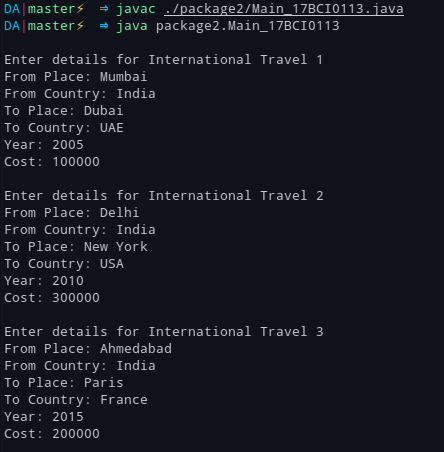 DA|master⚡ ⇒ javac ./package2/Main_17BCI0113.java
DA|master⚡ ⇒ java package2.Main_17BCI0113
Enter details for International Travel 1
From Place: Mumbai
From Country: India
To Place: Dubai
To Country: UAE
Year: 2005
Cost: 100000
Enter details for International Travel 2
From Place: Delhi
From Country: India
To Place: New York
To Country: USA
Year: 2010
Cost: 300000
Enter details for International Travel 3
From Place: Ahmedabad
From Country: India
To Place: Paris
To Country: France
Year: 2015
Cost: 200000